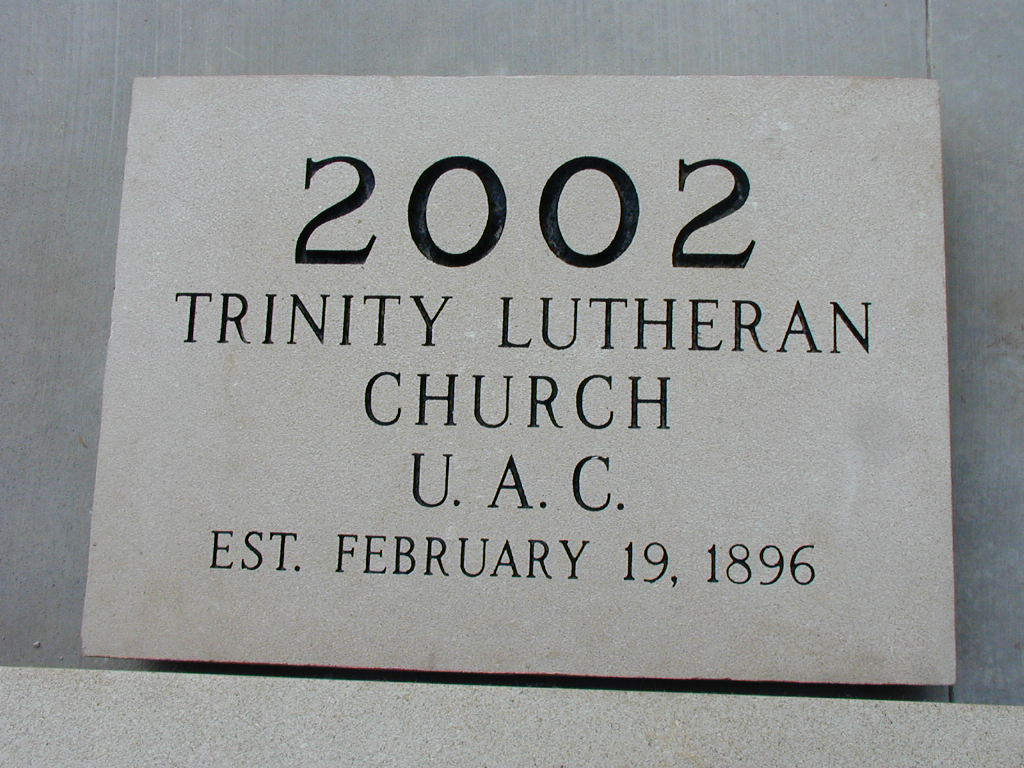 2002
TRINITY LUTHERAN
CHURCH
U. A. C.
EST. FEBRUARY 19, 1896